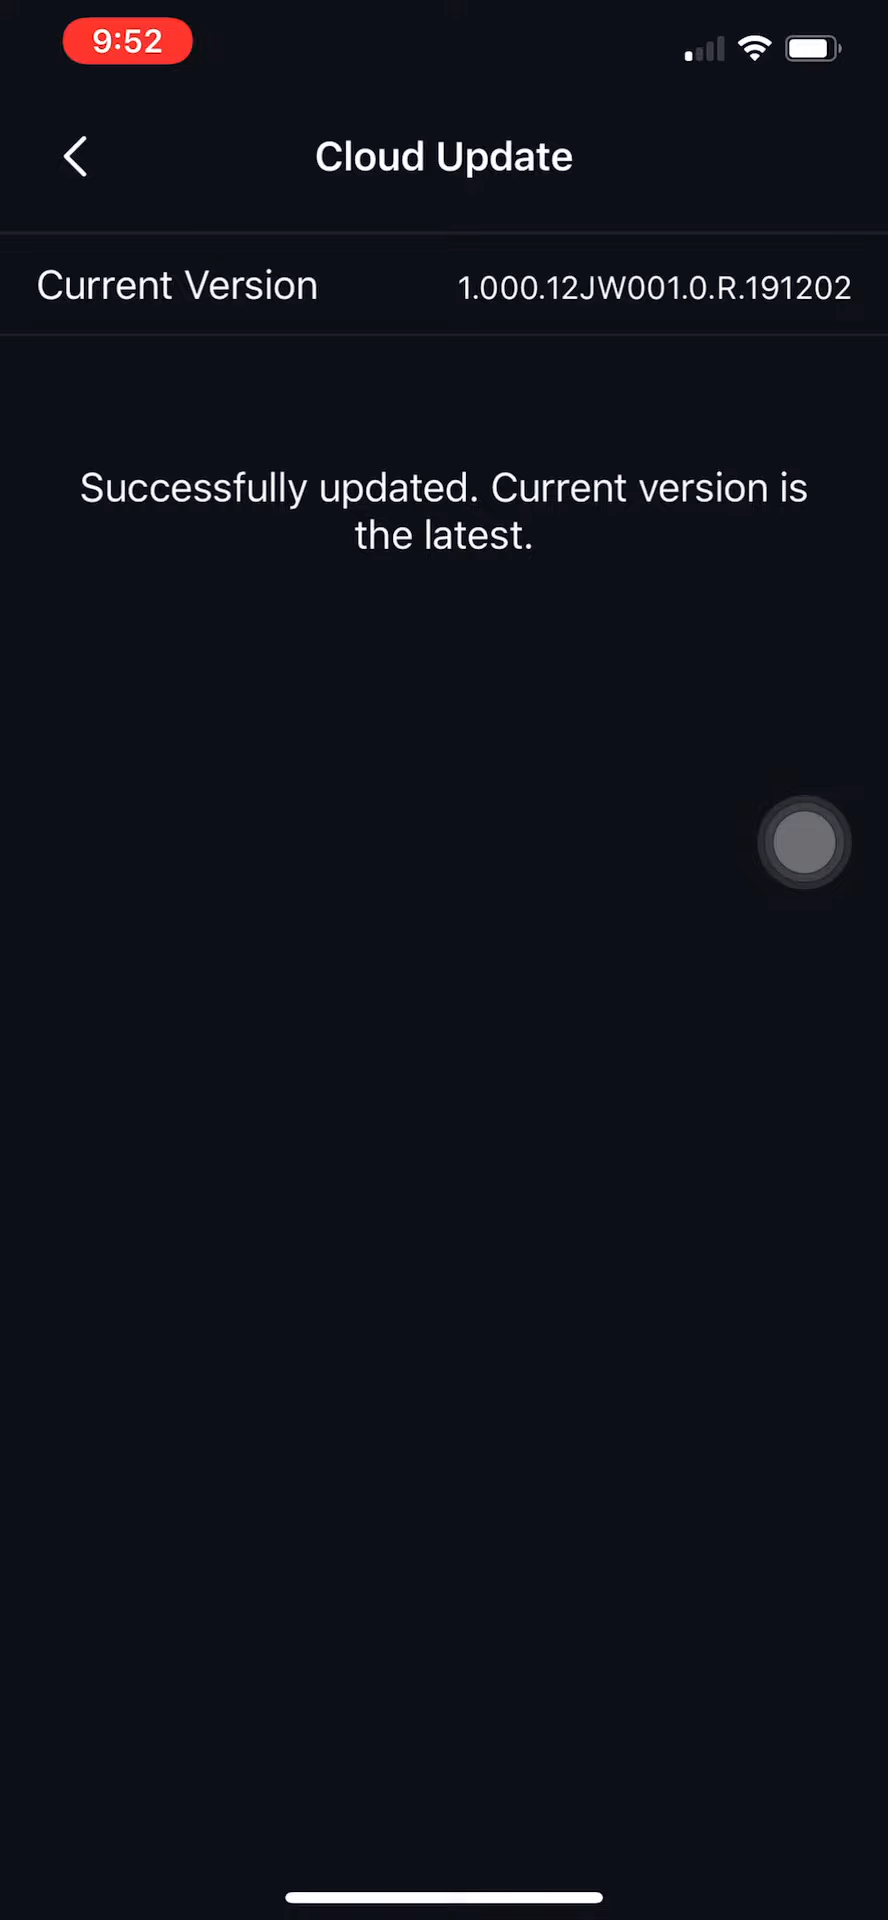 9:52
Cloud Update
Current Version 1.000.12JW001.0.R.191202
Successfully updated. Current version is
the latest.